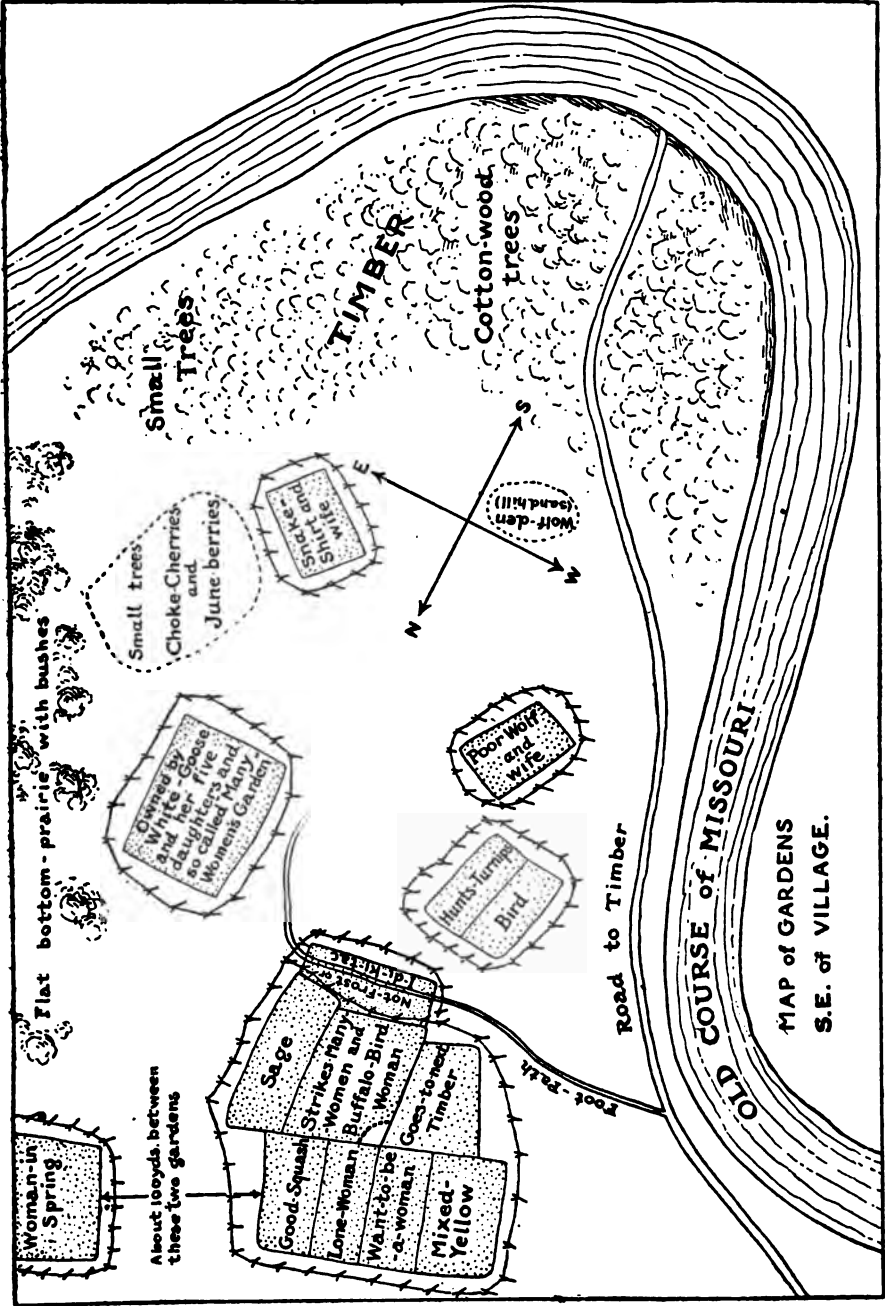 Woman-in
Spring
About 100yds. between
these two gardens
Flat bottom-prairie with bushes
Good-Squash
Lone-Woman
Want-to-be
-a-woman
Mixed-
Yellow
Sage
Strikes Many
Women and
Buffalo-Bird
Woman
Goes-to-next
Timber
Not-Frost or
Foot-Path
Owned by
White-Goose
and her five
daughters and
so called Many
Women's Garden
Hunts-Turnips
Bird
Poor Wolf
and
wife
Small trees
Choke-Cherries
and
June-berries
Snake-
Shirt and
wife
N
E
S
W
Wolf-den
(sandhill)
Small
Trees
TIMBER
Cotton-wood
trees
Road to Timber
OLD COURSE of MISSOURI
MAP of GARDENS
S.E. of VILLAGE.